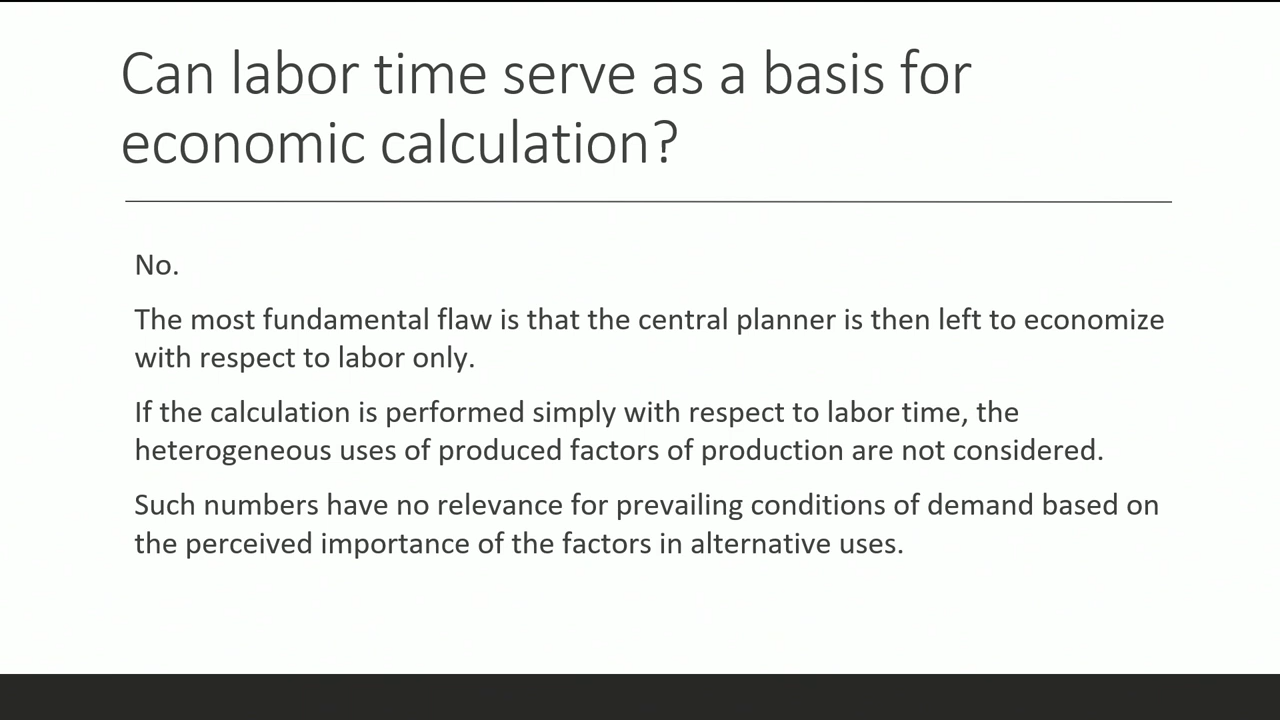 Can labor time serve as a basis for
economic calculation?
No.
The most fundamental flaw is that the central planner is then left to economize
with respect to labor only.
If the calculation is performed simply with respect to labor time, the
heterogeneous uses of produced factors of production are not considered.
Such numbers have no relevance for prevailing conditions of demand based on
the perceived importance of the factors in alternative uses.